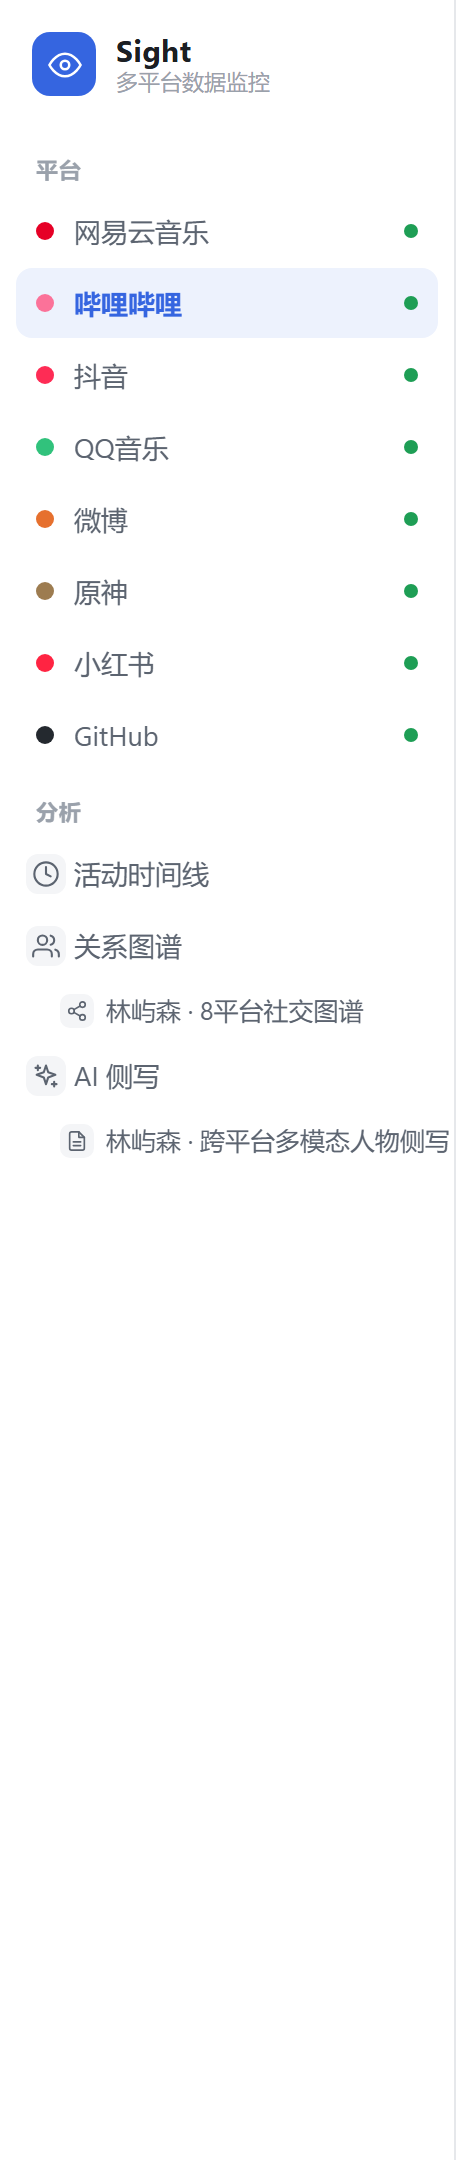 Sight
多平台数据监控
平台
网易云音乐
哔哩哔哩
抖音
QQ音乐
微博
原神
小红书
GitHub
分析
活动时间线
关系图谱
林屿森 · 8平台社交图谱
AI 侧写
林屿森 · 跨平台多模态人物侧写